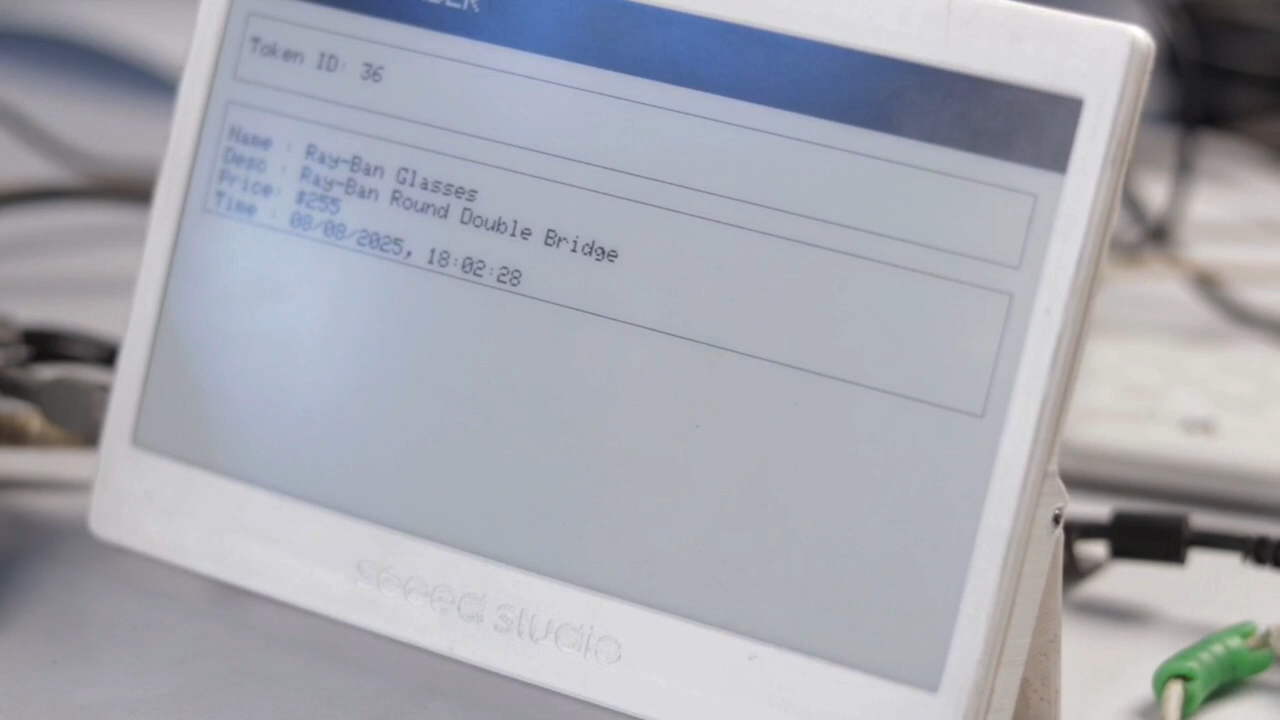 Token ID: 36
Name : Ray-Ban Glasses
Desc : Ray-Ban Round Double Bridge
Price: $255
Time : 08/08/2025, 18:02:28
seeed studio